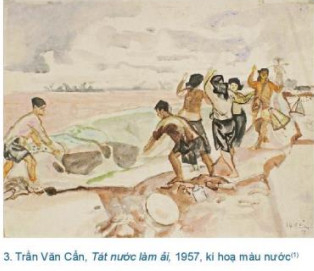 3. Trần Văn Cẩn, Tát nước làm ải, 1957, kí hoạ màu nước(1)